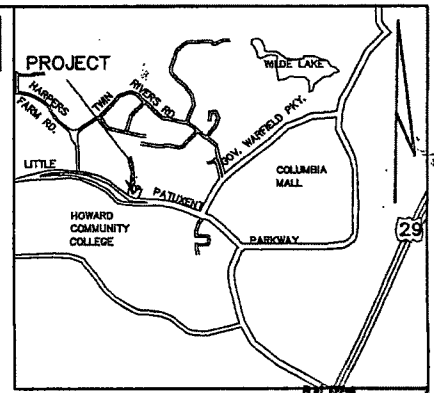 PROJECT
WILDE LAKE
HARPERS
FARM RD.
TWIN
RIVERS RD.
GOV. WARFIELD PKY.
LITTLE
PATUXENT
PARKWAY
COLUMBIA
MALL
HOWARD
COMMUNITY
COLLEGE
29